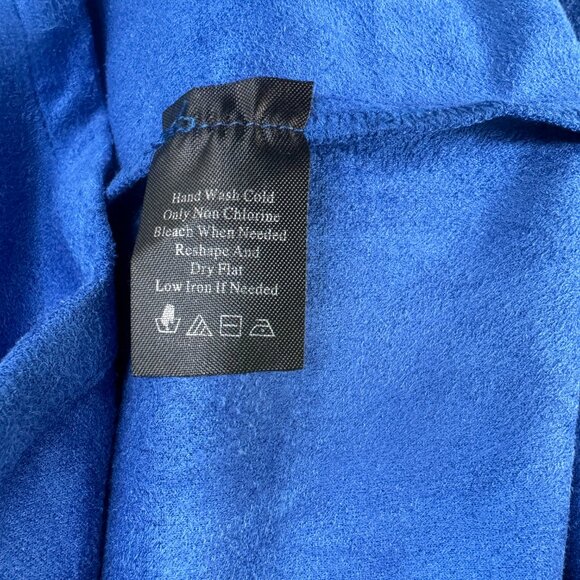 Hand Wash Cold
Only Non Chlorine
Bleach When Needed
Reshape And
Dry Flat
Low Iron If Needed